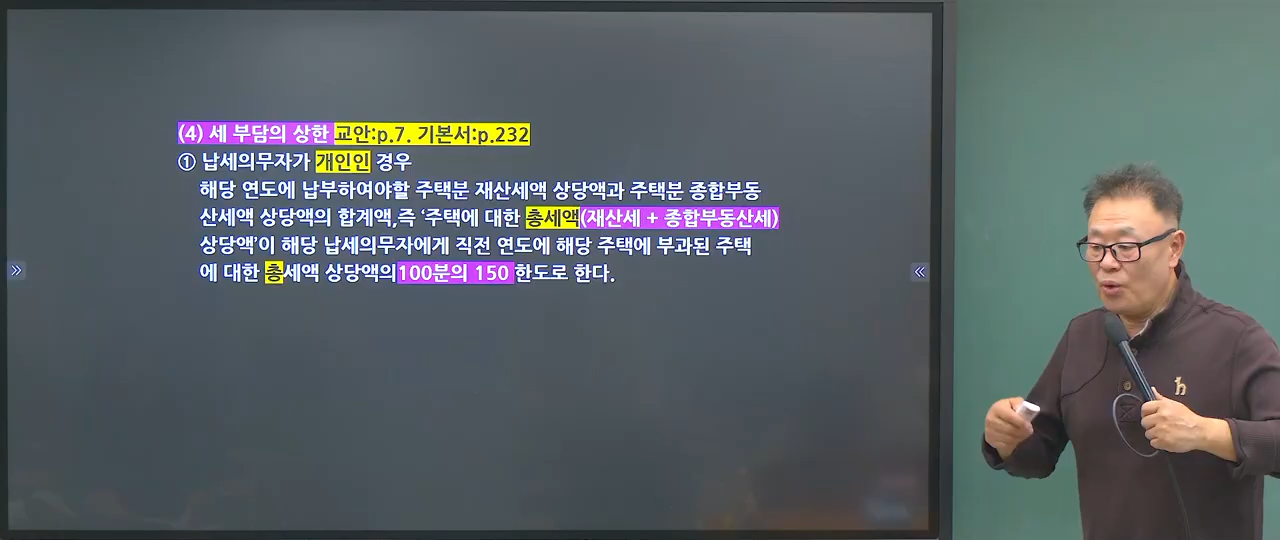 (4) 세 부담의 상한 교안:p.7. 기본서:p.232
① 납세의무자가 개인인 경우
해당 연도에 납부하여야할 주택분 재산세액 상당액과 주택분 종합부동
산세액 상당액의 합계액,즉 '주택에 대한 총세액(재산세 + 종합부동산세)
상당액'이 해당 납세의무자에게 직전 연도에 해당 주택에 부과된 주택
에 대한 총세액 상당액의100분의 150 한도로 한다.
h